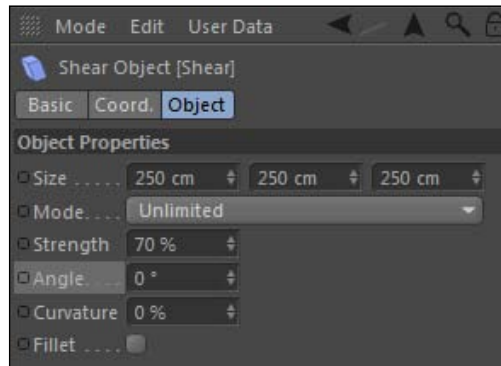 Mode Edit User Data
Shear Object [Shear]
Basic Coord. Object
Object Properties
Size ..... 250 cm 250 cm 250 cm
Mode.... Unlimited
Strength 70 %
Angle.... 0 °
Curvature 0 %
Fillet ....